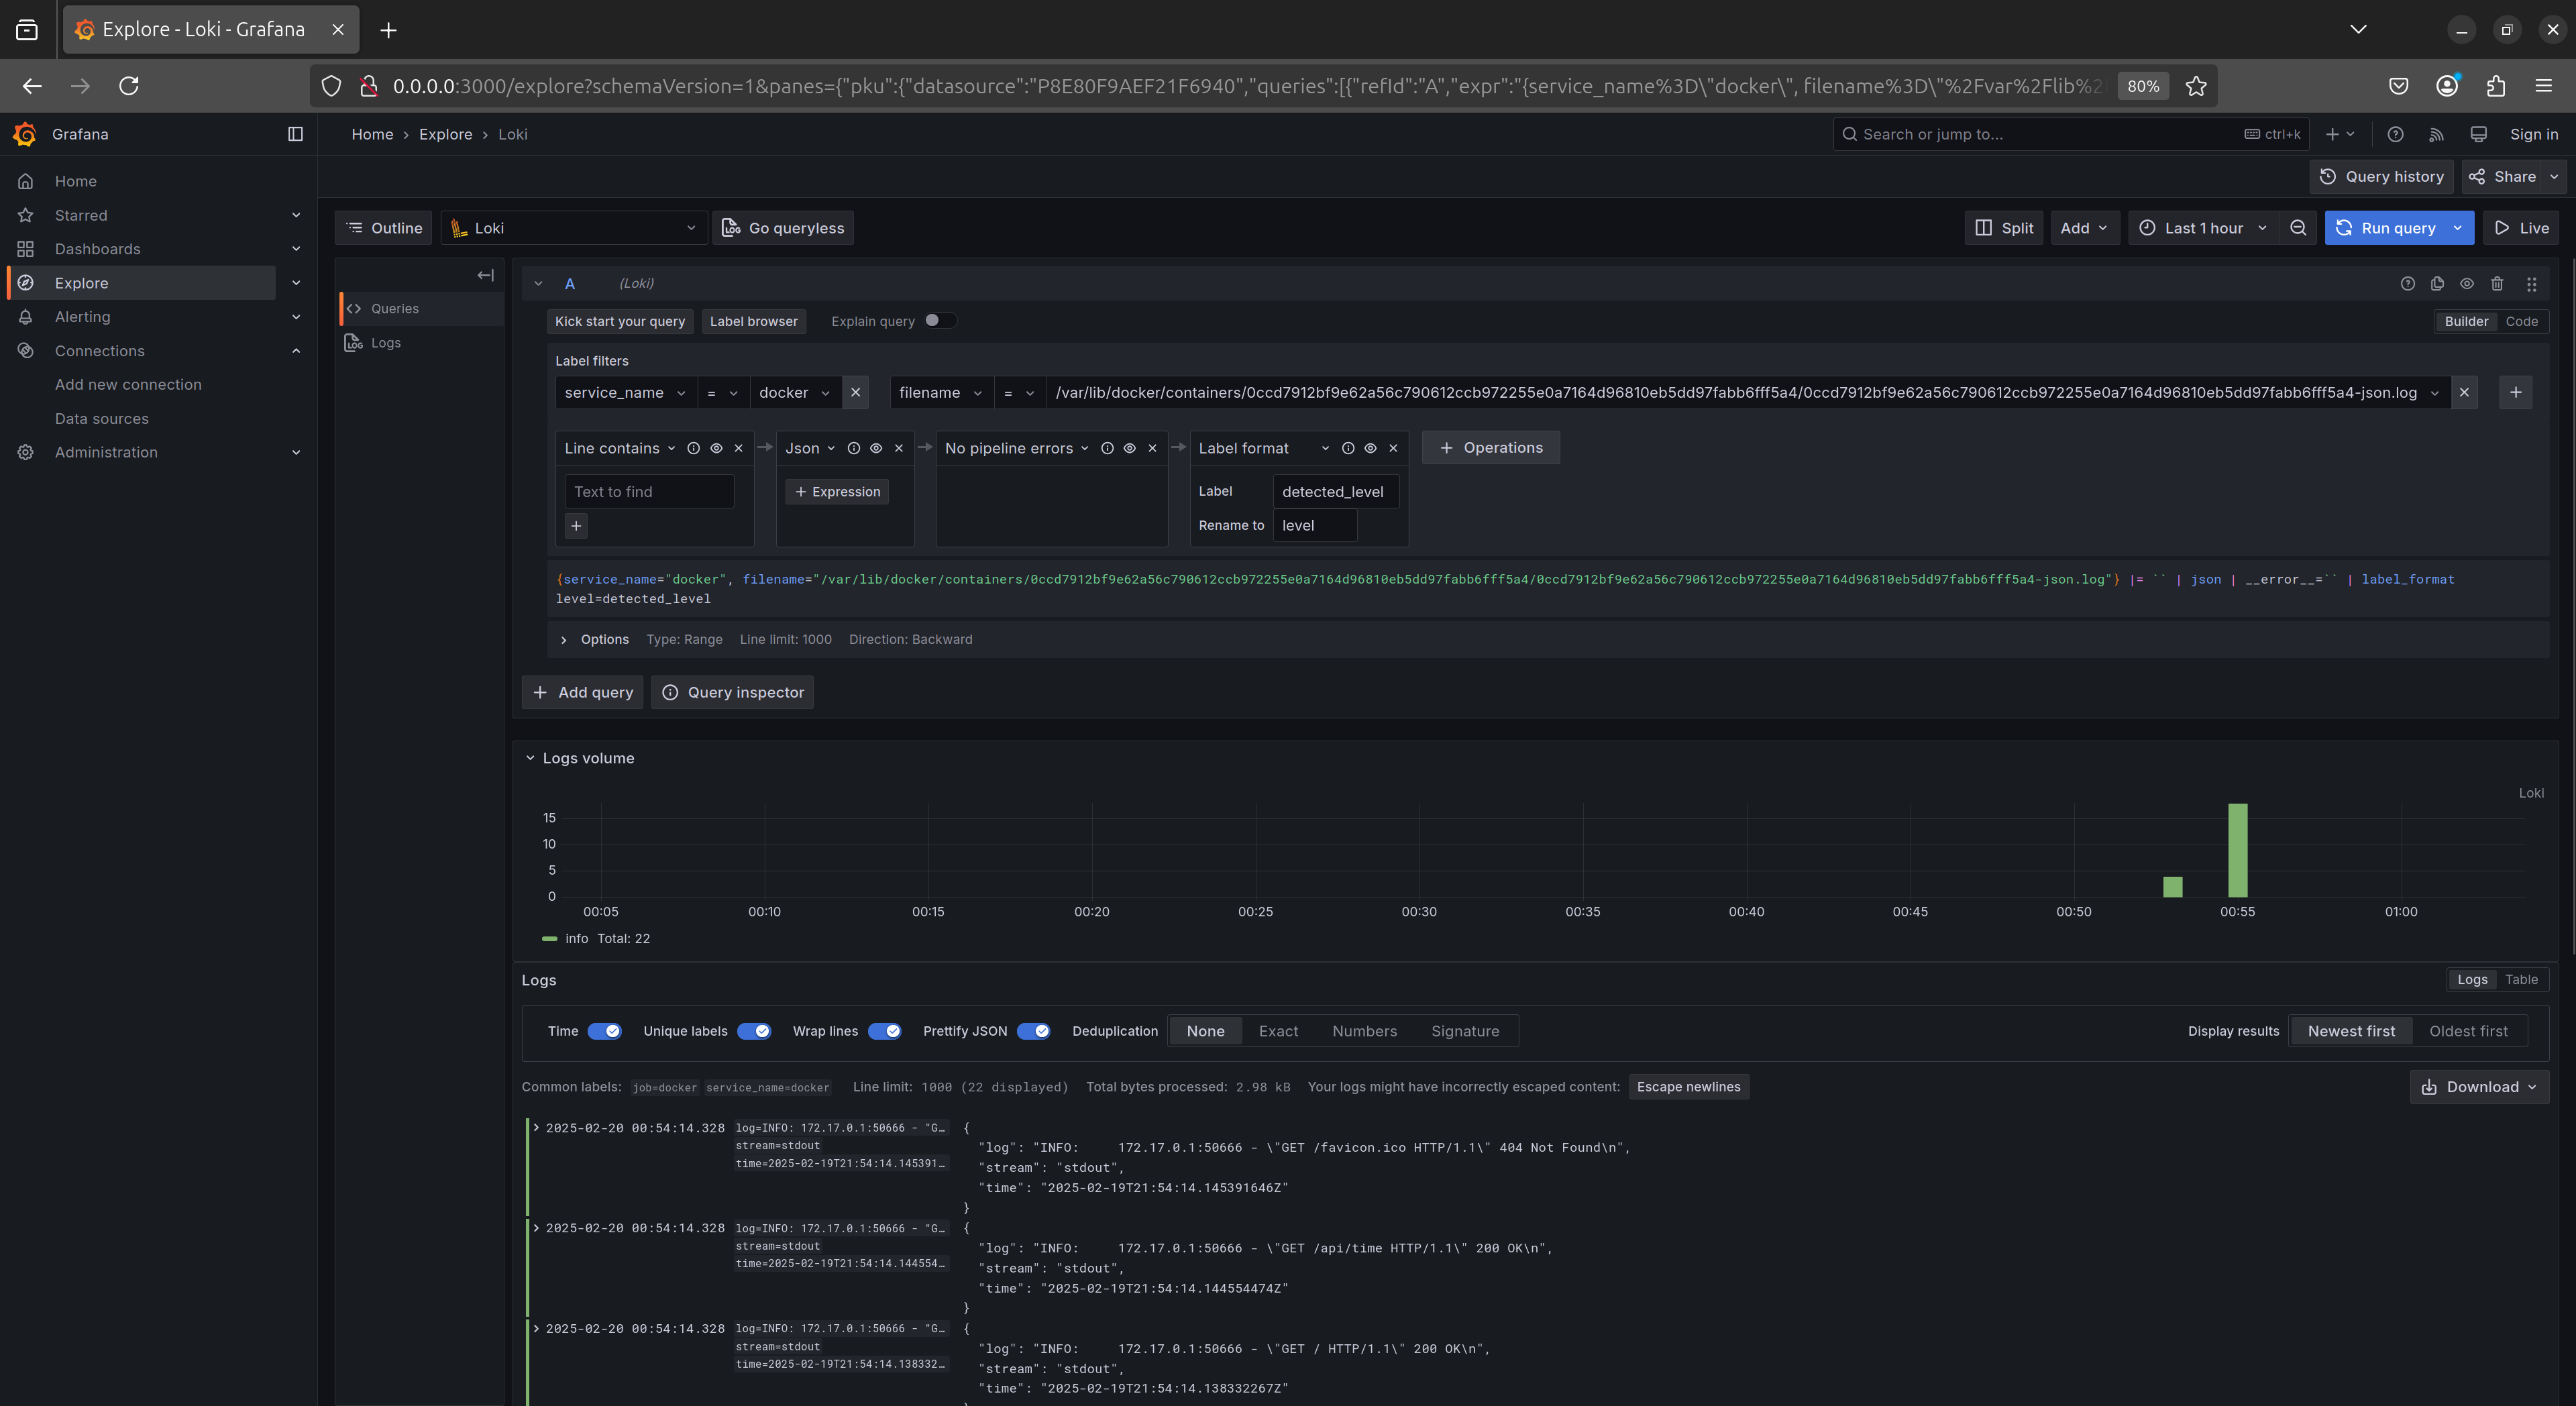 Explore - Loki - Grafana
0.0.0.0:3000/explore?schemaVersion=1&panes={"pku":{"datasource":"P8E80F9AEF21F6940","queries":[{"refId":"A","expr":"{service_name%3D\"docker\", filename%3D\"%2Fvar%2Flib%2
80%
Grafana
Home › Explore › Loki
Search or jump to...
ctrl+k
Sign in
Home
Starred
Dashboards
Explore
Alerting
Connections
Add new connection
Data sources
Administration
Query history
Share
Outline
Loki
Go queryless
Split
Add
Last 1 hour
Run query
Live
Queries
Logs
A (Loki)
Kick start your query
Label browser
Explain query
Builder
Code
Label filters
service_name = docker
filename = /var/lib/docker/containers/0ccd7912bf9e62a56c790612ccb972255e0a7164d96810eb5dd97fabb6fff5a4/0ccd7912bf9e62a56c790612ccb972255e0a7164d96810eb5dd97fabb6fff5a4-json.log
Line contains
Json
No pipeline errors
Label format
+ Operations
Text to find
+ Expression
Label detected_level
Rename to level
{service_name="docker", filename="/var/lib/docker/containers/0ccd7912bf9e62a56c790612ccb972255e0a7164d96810eb5dd97fabb6fff5a4/0ccd7912bf9e62a56c790612ccb972255e0a7164d96810eb5dd97fabb6fff5a4-json.log"} |= `` | json | __error__=`` | label_format
level=detected_level
Options Type: Range Line limit: 1000 Direction: Backward
+ Add query
Query inspector
Logs volume
Loki
15
10
5
0
00:05 00:10 00:15 00:20 00:25 00:30 00:35 00:40 00:45 00:50 00:55 01:00
info Total: 22
Logs
Logs Table
Time Unique labels Wrap lines Prettify JSON Deduplication None Exact Numbers Signature
Display results Newest first Oldest first
Common labels: job=docker service_name=docker Line limit: 1000 (22 displayed) Total bytes processed: 2.98 kB Your logs might have incorrectly escaped content: Escape newlines
Download
2025-02-20 00:54:14.328 log=INFO: 172.17.0.1:50666 - "G… {
stream=stdout
time=2025-02-19T21:54:14.145391…
"log": "INFO:     172.17.0.1:50666 - \"GET /favicon.ico HTTP/1.1\" 404 Not Found\n",
"stream": "stdout",
"time": "2025-02-19T21:54:14.145391646Z"
}
2025-02-20 00:54:14.328 log=INFO: 172.17.0.1:50666 - "G… {
stream=stdout
time=2025-02-19T21:54:14.144554…
"log": "INFO:     172.17.0.1:50666 - \"GET /api/time HTTP/1.1\" 200 OK\n",
"stream": "stdout",
"time": "2025-02-19T21:54:14.144554474Z"
}
2025-02-20 00:54:14.328 log=INFO: 172.17.0.1:50666 - "G… {
stream=stdout
time=2025-02-19T21:54:14.138332…
"log": "INFO:     172.17.0.1:50666 - \"GET / HTTP/1.1\" 200 OK\n",
"stream": "stdout",
"time": "2025-02-19T21:54:14.138332267Z"